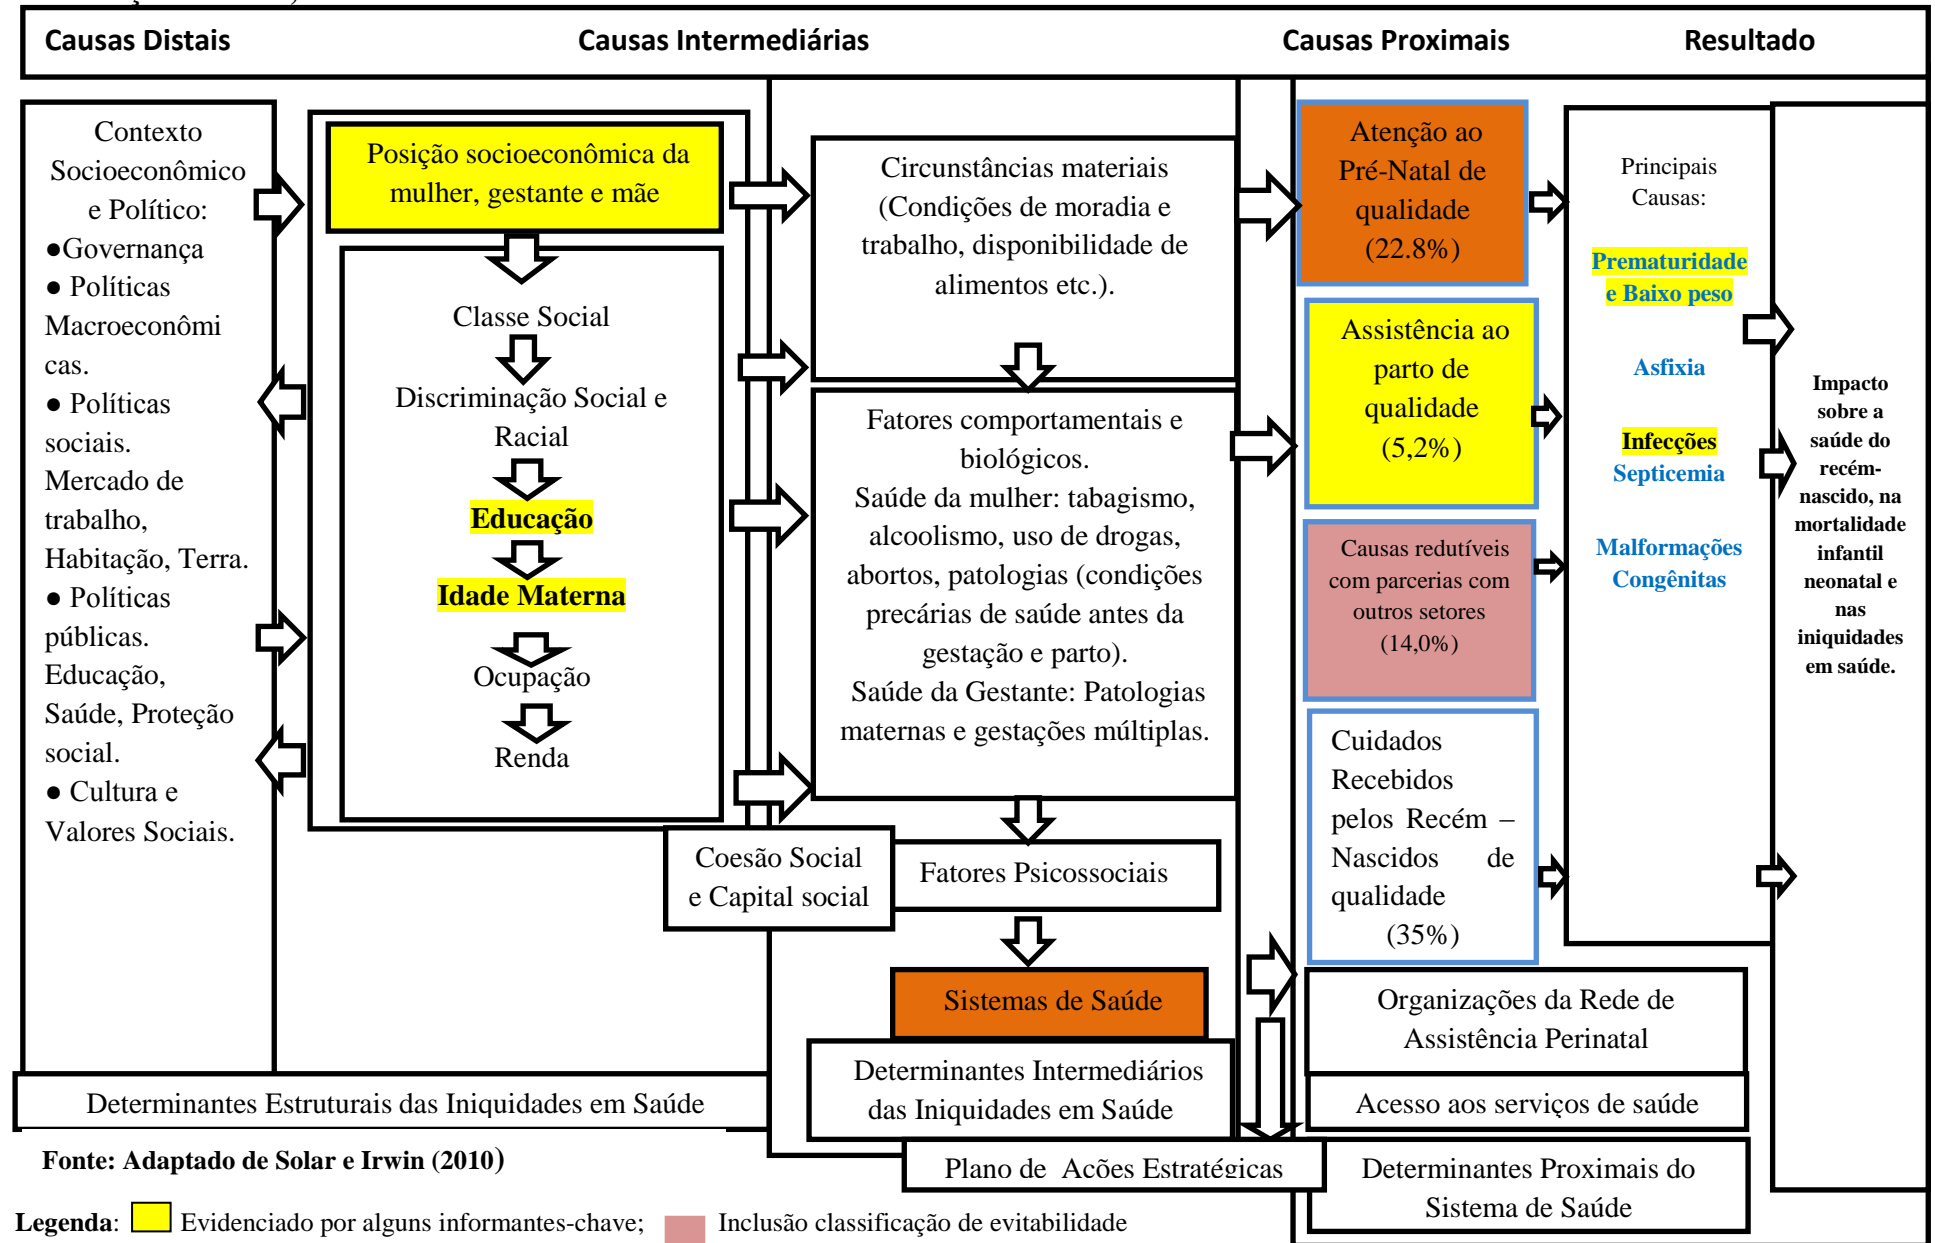 Causas Distais
Causas Intermediárias
Causas Proximais
Resultado
Contexto
Socioeconômico
e Político:
●Governança
● Políticas
Macroeconômi
cas.
● Políticas
sociais.
Mercado de
trabalho,
Habitação, Terra.
● Políticas
públicas.
Educação,
Saúde, Proteção
social.
● Cultura e
Valores Sociais.
Posição socioeconômica da
mulher, gestante e mãe
Classe Social
Discriminação Social e
Racial
Educação
Idade Materna
Ocupação
Renda
Coesão Social
e Capital social
Circunstâncias materiais
(Condições de moradia e
trabalho, disponibilidade de
alimentos etc.).
Fatores comportamentais e
biológicos.
Saúde da mulher: tabagismo,
alcoolismo, uso de drogas,
abortos, patologias (condições
precárias de saúde antes da
gestação e parto).
Saúde da Gestante: Patologias
maternas e gestações múltiplas.
Fatores Psicossociais
Sistemas de Saúde
Determinantes Intermediários
das Iniquidades em Saúde
Atenção ao
Pré-Natal de
qualidade
(22.8%)
Assistência ao
parto de
qualidade
(5,2%)
Causas redutíveis
com parcerias com
outros setores
(14,0%)
Cuidados
Recebidos
pelos Recém –
Nascidos de
qualidade
(35%)
Organizações da Rede de
Assistência Perinatal
Acesso aos serviços de saúde
Determinantes Proximais do
Sistema de Saúde
Principais
Causas:
Prematuridade
e Baixo peso
Asfixia
Infecções
Septicemia
Malformações
Congênitas
Impacto
sobre a
saúde do
recém-
nascido, na
mortalidade
infantil
neonatal e
nas
iniquidades
em saúde.
Determinantes Estruturais das Iniquidades em Saúde
Plano de Ações Estratégicas
Fonte: Adaptado de Solar e Irwin (2010)
Legenda: Evidenciado por alguns informantes-chave; Inclusão classificação de evitabilidade